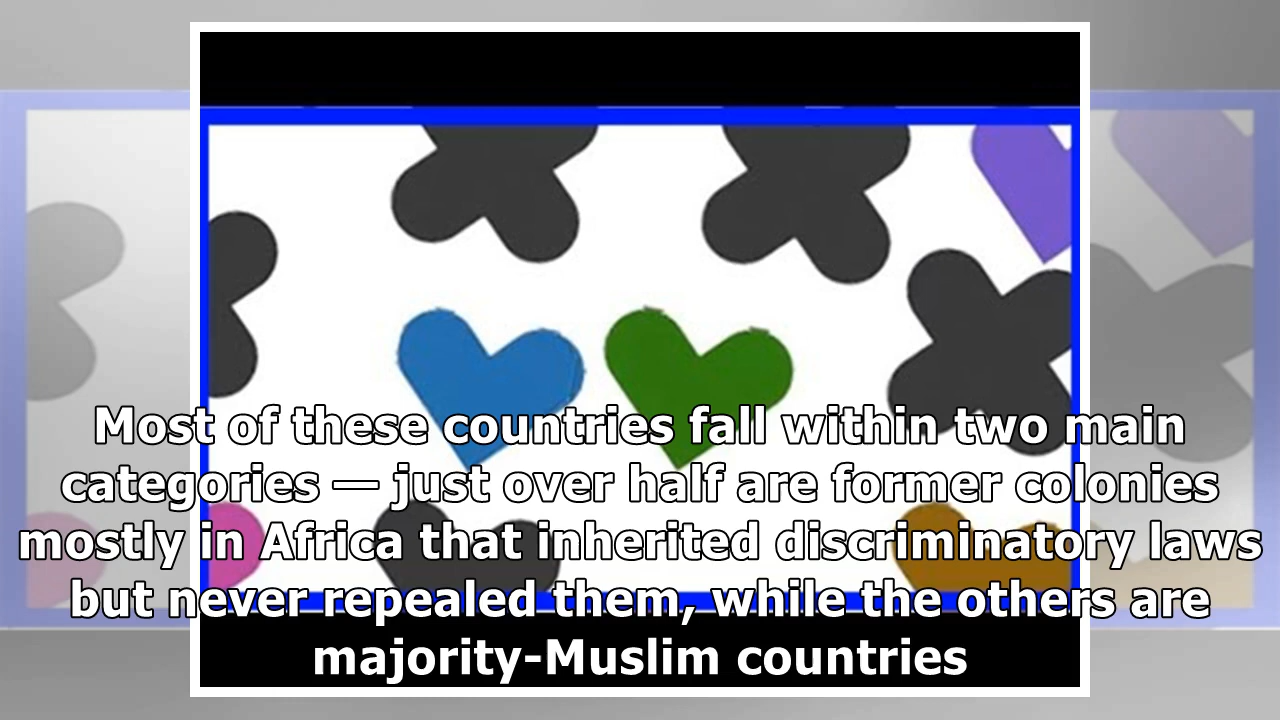 Most of these countries fall within two main
categories — just over half are former colonies
mostly in Africa that inherited discriminatory laws
but never repealed them, while the others are
majority-Muslim countries